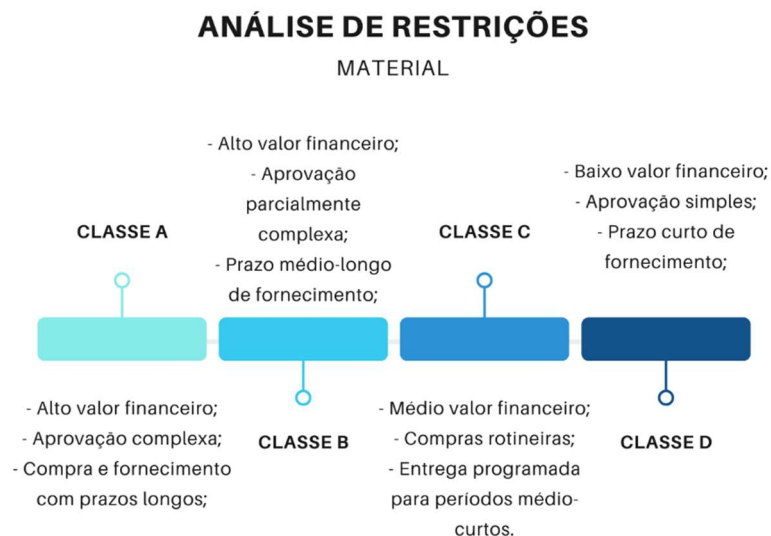 ANÁLISE DE RESTRIÇÕES
MATERIAL
CLASSE A
- Alto valor financeiro;
- Aprovação complexa;
- Compra e fornecimento
com prazos longos;
- Alto valor financeiro;
- Aprovação
parcialmente
complexa;
- Prazo médio-longo
de fornecimento;
CLASSE B
CLASSE C
- Médio valor financeiro;
- Compras rotineiras;
- Entrega programada
para períodos médio-
curtos.
- Baixo valor financeiro;
- Aprovação simples;
- Prazo curto de
fornecimento;
CLASSE D